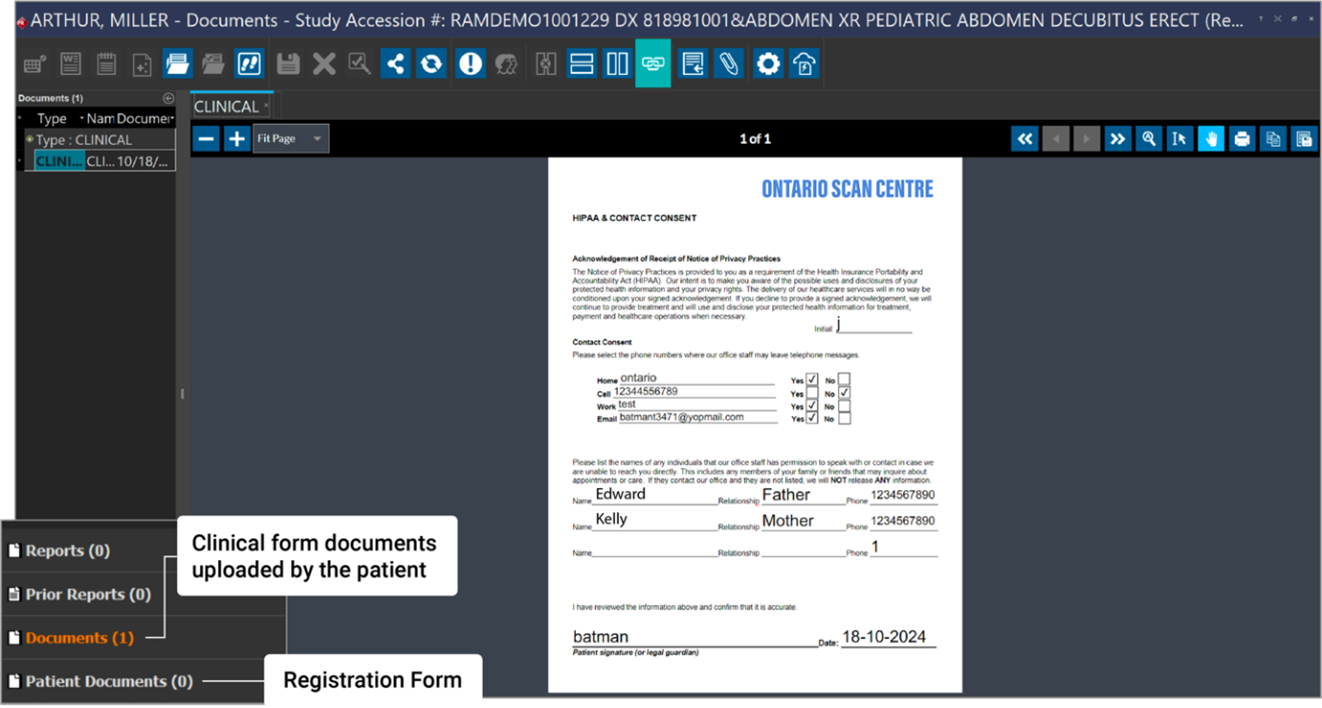 ARTHUR, MILLER - Documents - Study Accession #: RAMDEMO1001229 DX 818981001&ABDOMEN XR PEDIATRIC ABDOMEN DECUBITUS ERECT (Re...
Documents (1)
Type Nam Documer
Type : CLINICAL
CLINI... CLI... 10/18/...
CLINICAL
Fit Page
1 of 1
ONTARIO SCAN CENTRE
HIPAA & CONTACT CONSENT
Acknowledgement of Receipt of Notice of Privacy Practices
The Notice of Privacy Practices is provided to you as a requirement of the Health Insurance Portability and
Accountability Act (HIPAA). Our intent is to make you aware of the possible uses and disclosures of your
protected health information and your privacy rights. The delivery of our healthcare services will in no way be
conditioned upon your signed acknowledgement. If you decline to provide a signed acknowledgement, we will
continue to provide treatment and will use and disclose your protected health information for treatment,
payment and healthcare operations when necessary.
Initial: j
Contact Consent
Please select the phone numbers where our office staff may leave telephone messages.
Home ontario Yes ✓ No
Cell 12344556789 Yes No ✓
Work test Yes ✓ No
Email batmant3471@yopmail.com Yes ✓ No
Please list the names of any individuals that our office staff has permission to speak with or contact in case we
are unable to reach you directly. This includes any members of your family or friends that may inquire about
appointments or care. If they contact our office and they are not listed, we will NOT release ANY information.
Name Edward Relationship Father Phone 1234567890
Name Kelly Relationship Mother Phone 1234567890
Name Relationship Phone 1
I have reviewed the information above and confirm that it is accurate.
batman Date: 18-10-2024
Patient signature (or legal guardian)
Reports (0)
Prior Reports (0)
Documents (1)
Patient Documents (0)
Clinical form documents
uploaded by the patient
Registration Form